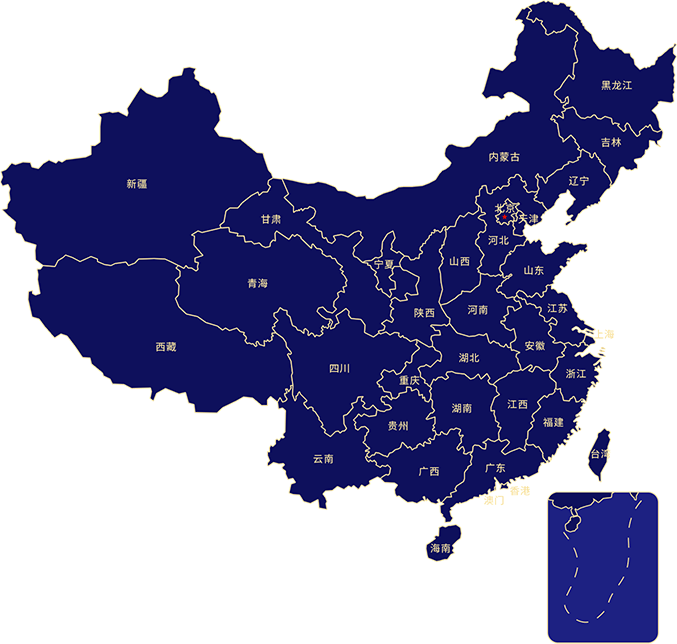 黑龙江
吉林
内蒙古
辽宁
新疆
北京
天津
甘肃
河北
宁夏
山西
山东
青海
江苏
陕西
河南
上海
西藏
安徽
湖北
四川
浙江
重庆
江西
湖南
福建
贵州
台湾
云南
广西
广东
香港
澳门
海南